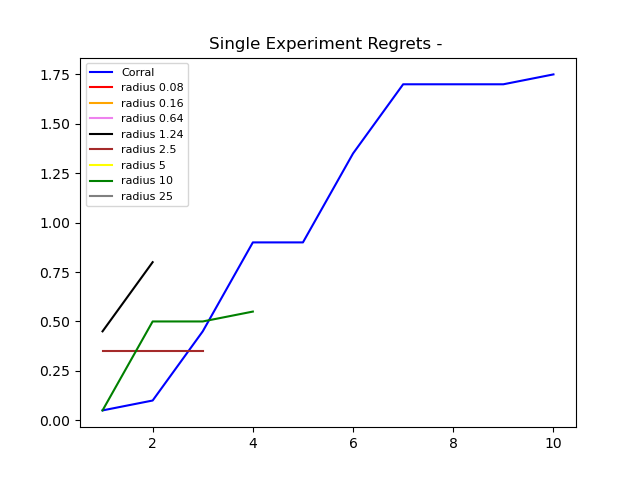 Single Experiment Regrets -
Corral
radius 0.08
radius 0.16
radius 0.64
radius 1.24
radius 2.5
radius 5
radius 10
radius 25
1.75
1.50
1.25
1.00
0.75
0.50
0.25
0.00
2 4 6 8 10